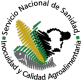 Servicio Nacional de Sanidad,
Inocuidad y Calidad Agroalimentaria